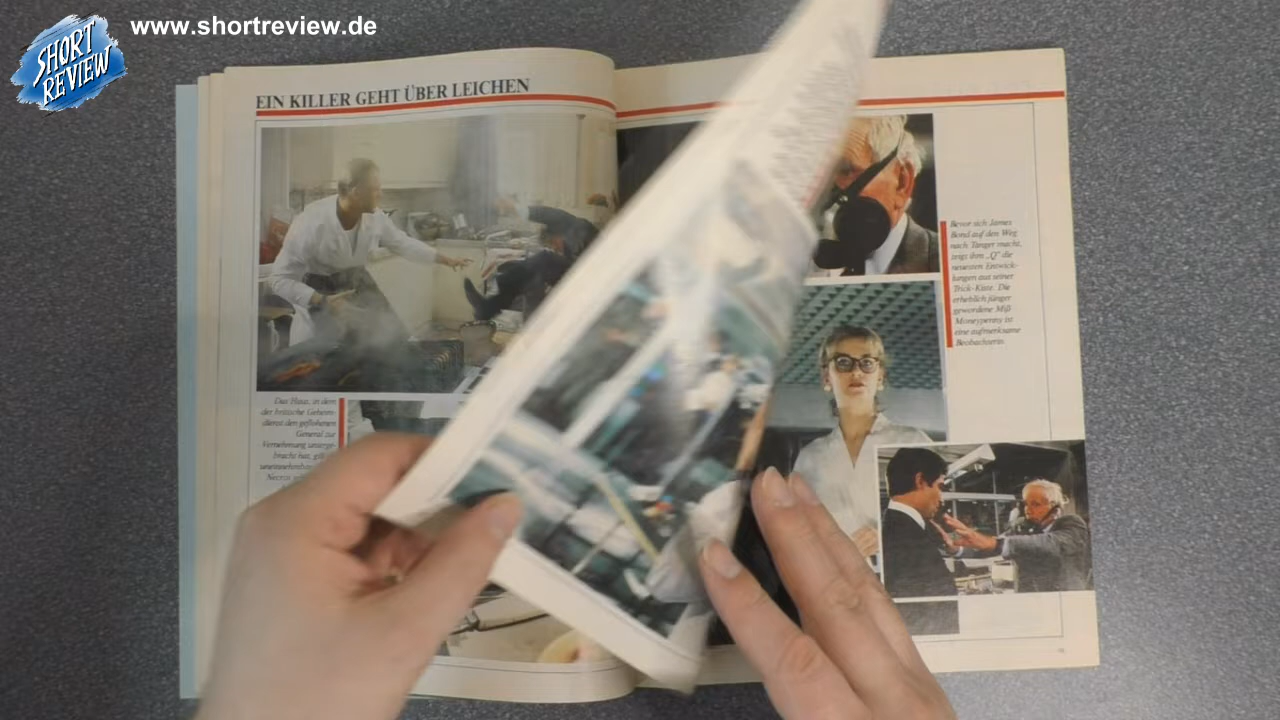 www.shortreview.de
SHORT
REVIEW
EIN KILLER GEHT ÜBER LEICHEN
Bevor sich James
Bond auf den Weg
nach Tanger macht,
zeigt ihm „Q" die
neuesten Entwick-
lungen aus seiner
Trick-Kiste. Die
erheblich jünger
gewordene Miß
Moneypenny ist
eine aufmerksame
Beobachterin
Das Haus, in dem
der britische Geheim-
dienst den geflohenen
General zur
Vernehmung unterge-
bracht hat, gilt